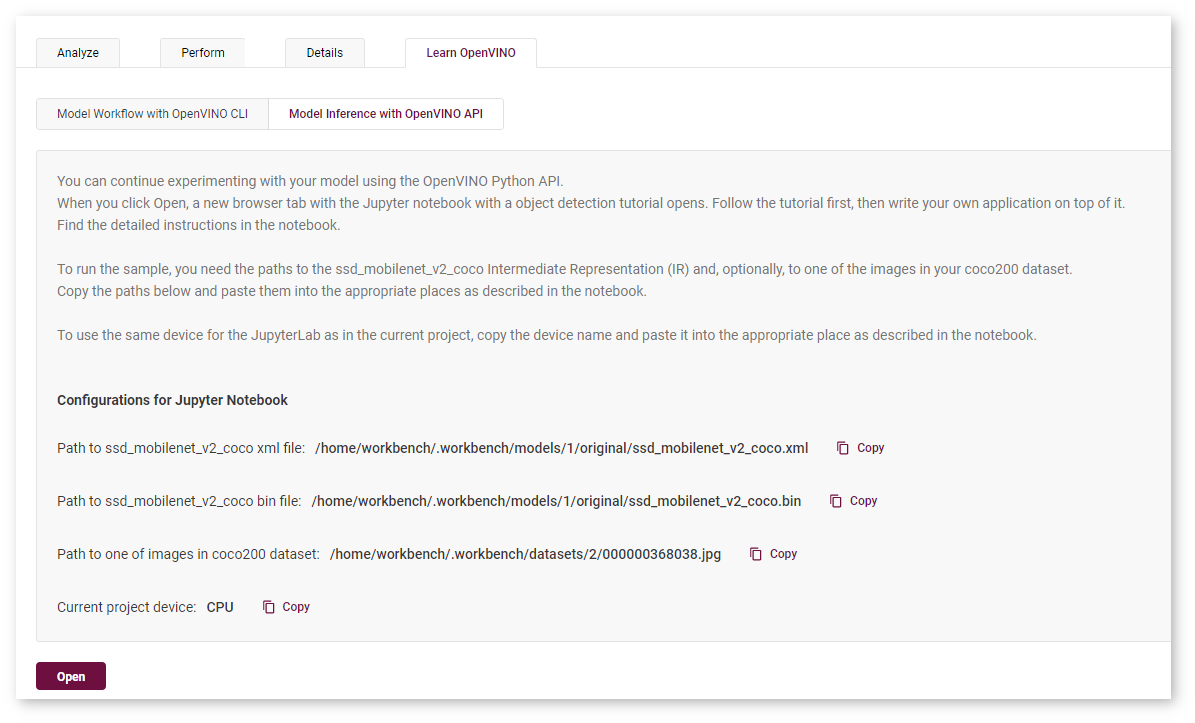 Analyze
Perform
Details
Learn OpenVINO
Model Workflow with OpenVINO CLI
Model Inference with OpenVINO API
You can continue experimenting with your model using the OpenVINO Python API.
When you click Open, a new browser tab with the Jupyter notebook with a object detection tutorial opens. Follow the tutorial first, then write your own application on top of it.
Find the detailed instructions in the notebook.
To run the sample, you need the paths to the ssd_mobilenet_v2_coco Intermediate Representation (IR) and, optionally, to one of the images in your coco200 dataset.
Copy the paths below and paste them into the appropriate places as described in the notebook.
To use the same device for the JupyterLab as in the current project, copy the device name and paste it into the appropriate place as described in the notebook.
Configurations for Jupyter Notebook
Path to ssd_mobilenet_v2_coco xml file: /home/workbench/.workbench/models/1/original/ssd_mobilenet_v2_coco.xml Copy
Path to ssd_mobilenet_v2_coco bin file: /home/workbench/.workbench/models/1/original/ssd_mobilenet_v2_coco.bin Copy
Path to one of images in coco200 dataset: /home/workbench/.workbench/datasets/2/000000368038.jpg Copy
Current project device: CPU Copy
Open